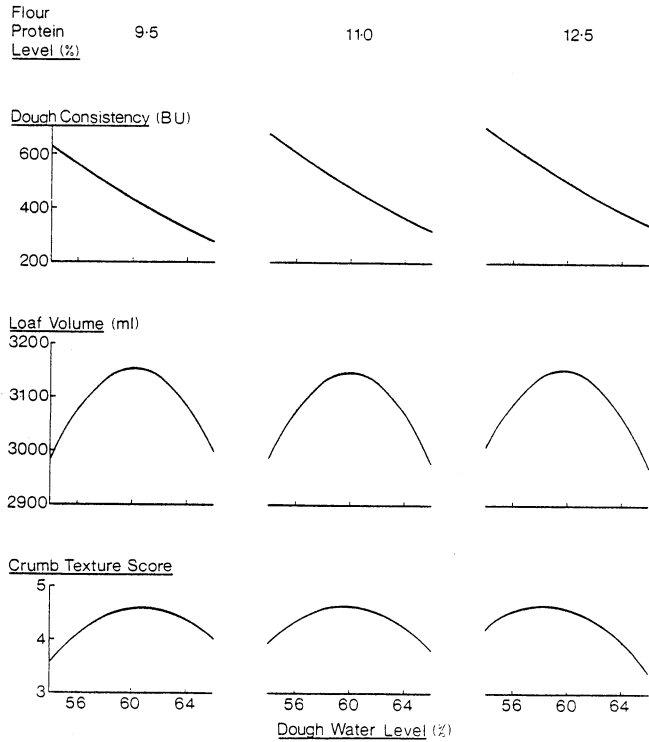 Flour
Protein 9·5 11·0 12·5
Level (%)
Dough Consistency (BU)
600
400
200
Loaf Volume (ml)
3200
3100
3000
2900
Crumb Texture Score
5
4
3
56 60 64 56 60 64 56 60 64
Dough Water Level (%)